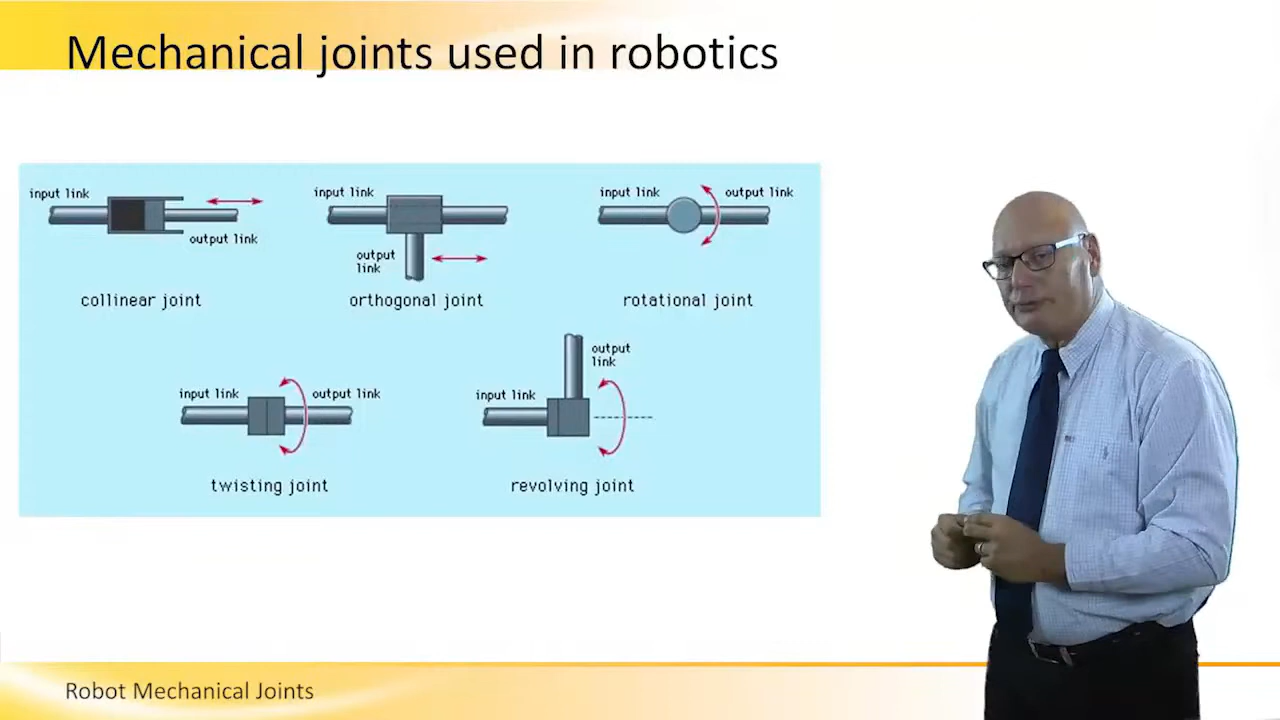 Mechanical joints used in robotics
input link
output link
collinear joint
input link
output
link
orthogonal joint
input link
output link
rotational joint
input link
output link
twisting joint
input link
output
link
revolving joint
Robot Mechanical Joints